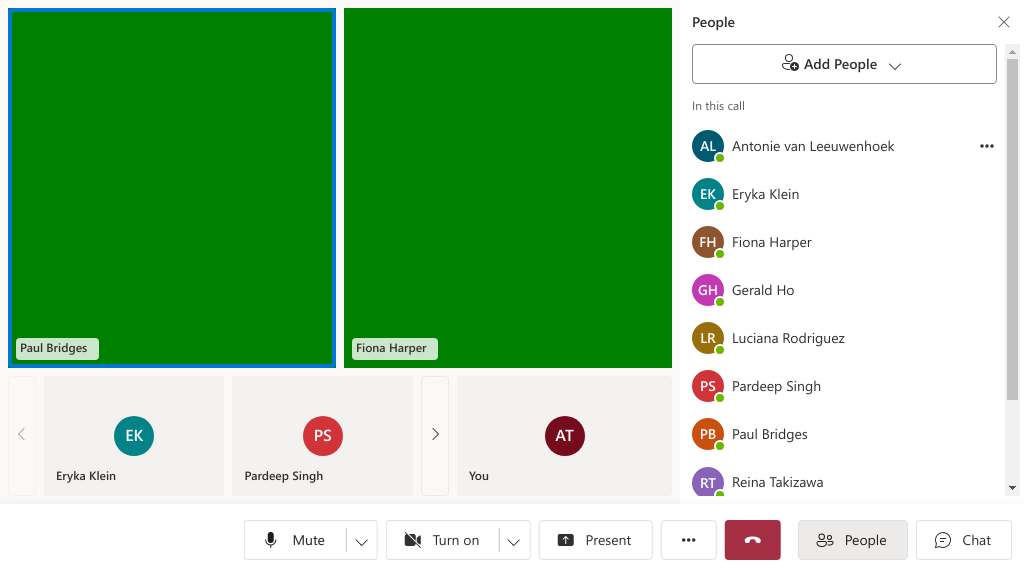 People
Add People
In this call
AL Antonie van Leeuwenhoek
EK Eryka Klein
FH Fiona Harper
GH Gerald Ho
LR Luciana Rodriguez
PS Pardeep Singh
PB Paul Bridges
RT Reina Takizawa
Paul Bridges
Fiona Harper
EK
Eryka Klein
PS
Pardeep Singh
AT
You
Mute
Turn on
Present
People
Chat